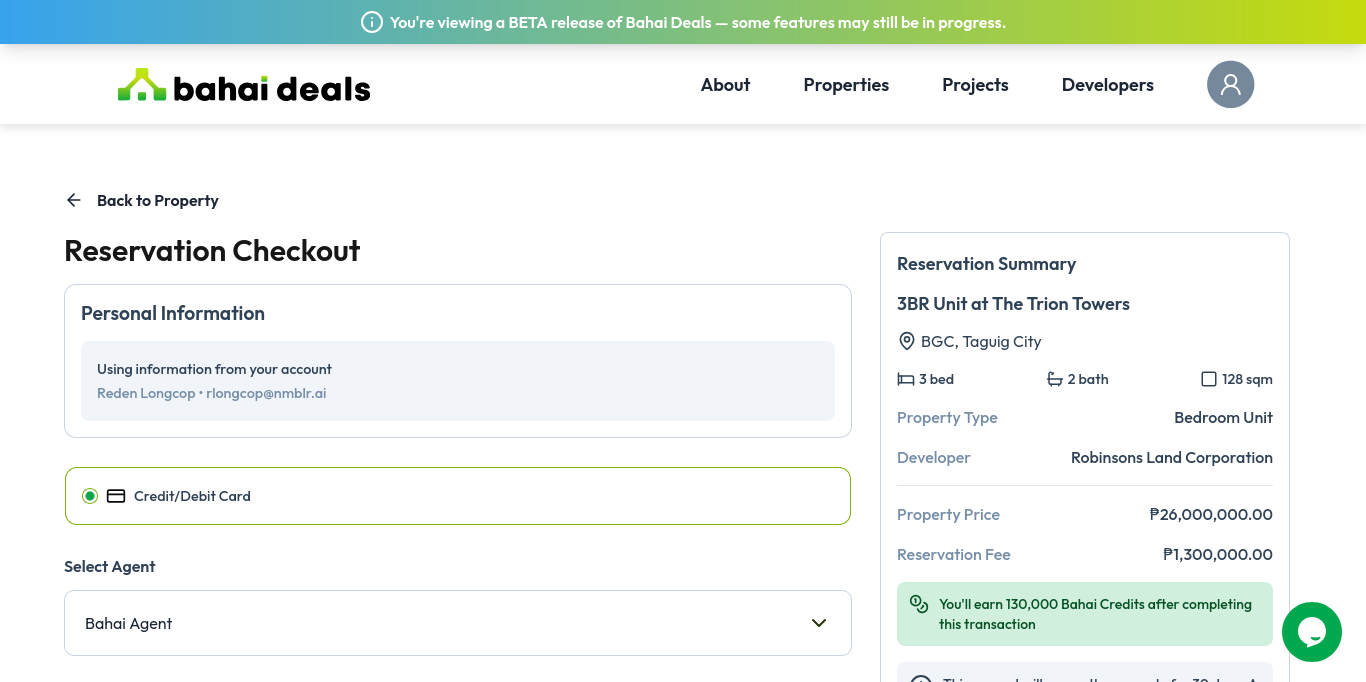 You're viewing a BETA release of Bahai Deals — some features may still be in progress.
bahai deals
About
Properties
Projects
Developers
Back to Property
Reservation Checkout
Personal Information
Using information from your account
Reden Longcop • rlongcop@nmblr.ai
Credit/Debit Card
Select Agent
Bahai Agent
Reservation Summary
3BR Unit at The Trion Towers
BGC, Taguig City
3 bed
2 bath
128 sqm
Property Type
Bedroom Unit
Developer
Robinsons Land Corporation
Property Price
₱26,000,000.00
Reservation Fee
₱1,300,000.00
You'll earn 130,000 Bahai Credits after completing
this transaction